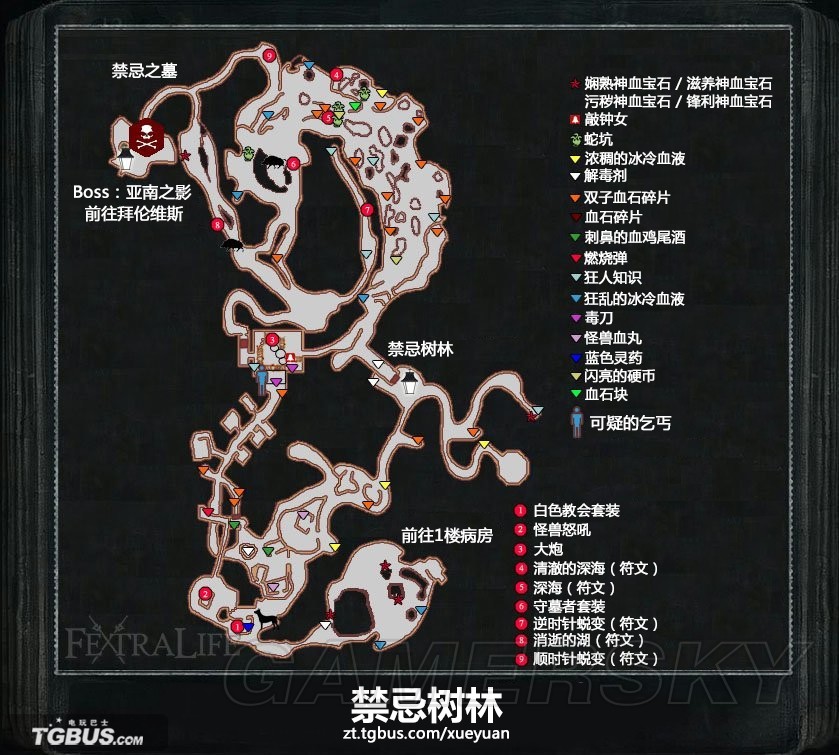 禁忌之墓
Boss：亚南之影
前往拜伦维斯
禁忌树林
前往1楼病房
娴熟神血宝石 / 滋养神血宝石
污秽神血宝石 / 锋利神血宝石
敲钟女
蛇坑
浓稠的冰冷血液
解毒剂
双子血石碎片
血石碎片
刺鼻的血鸡尾酒
燃烧弹
狂人知识
狂乱的冰冷血液
毒刀
怪兽血丸
蓝色灵药
闪亮的硬币
血石块
可疑的乞丐
1 白色教会套装
2 怪兽怒吼
3 大炮
4 清澈的深海（符文）
5 深海（符文）
6 守墓者套装
7 逆时针蜕变（符文）
8 消逝的湖（符文）
9 顺时针蜕变（符文）
9
4
5
6
7
8
3
2
1
FEXTRALIFE
GAMERSKY
禁忌树林
zt.tgbus.com/xueyuan
电玩巴士
TGBUS.COM